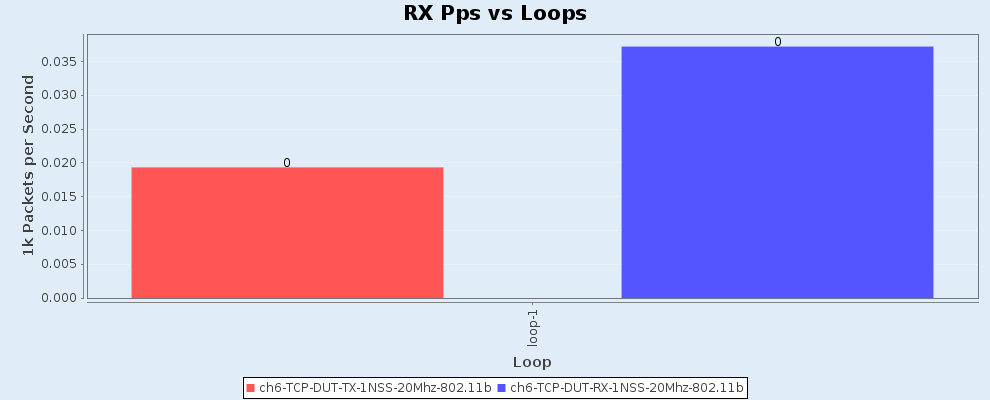 RX Pps vs Loops
1k Packets per Second
0.035
0.030
0.025
0.020
0.015
0.010
0.005
0.000
0
0
loop-1
Loop
ch6-TCP-DUT-TX-1NSS-20Mhz-802.11b ch6-TCP-DUT-RX-1NSS-20Mhz-802.11b